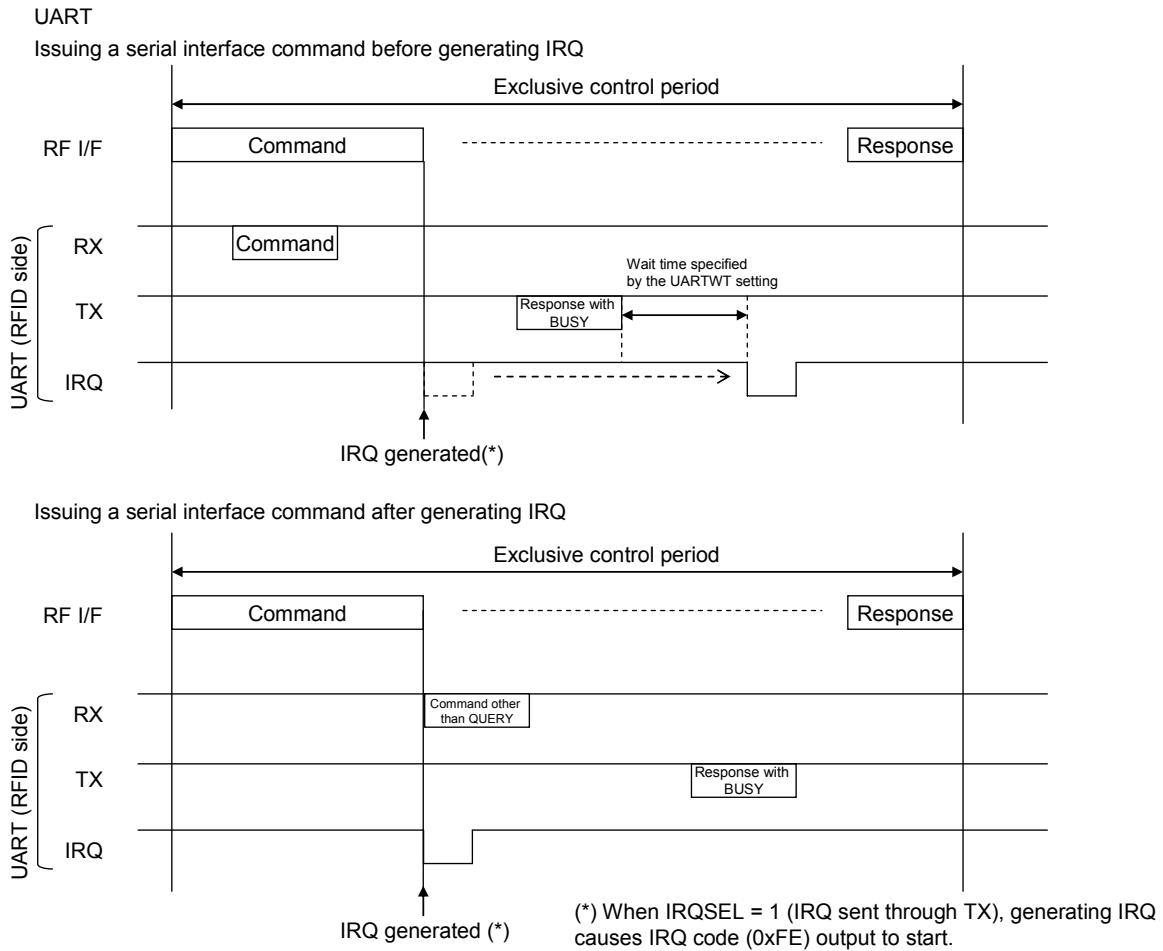 UART
Issuing a serial interface command before generating IRQ
Exclusive control period
RF I/F
Command
Response
UART (RFID side)
RX
Command
Wait time specified
by the UARTWT setting
TX
Response with
BUSY
IRQ
IRQ generated(*)
Issuing a serial interface command after generating IRQ
Exclusive control period
RF I/F
Command
Response
UART (RFID side)
RX
Command other
than QUERY
TX
Response with
BUSY
IRQ
IRQ generated (*)
(*) When IRQSEL = 1 (IRQ sent through TX), generating IRQ
causes IRQ code (0xFE) output to start.